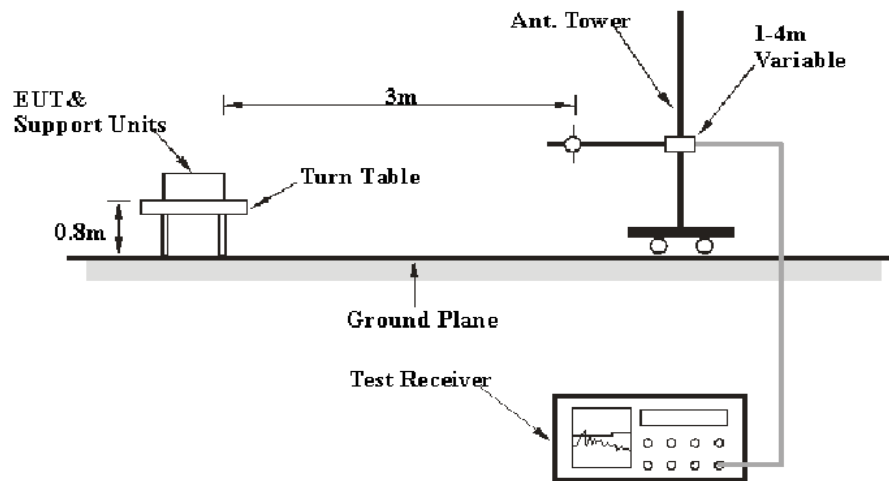 Ant. Tower
1-4m
Variable
3m
EUT &
Support Units
Turn Table
0.8m
Ground Plane
Test Receiver